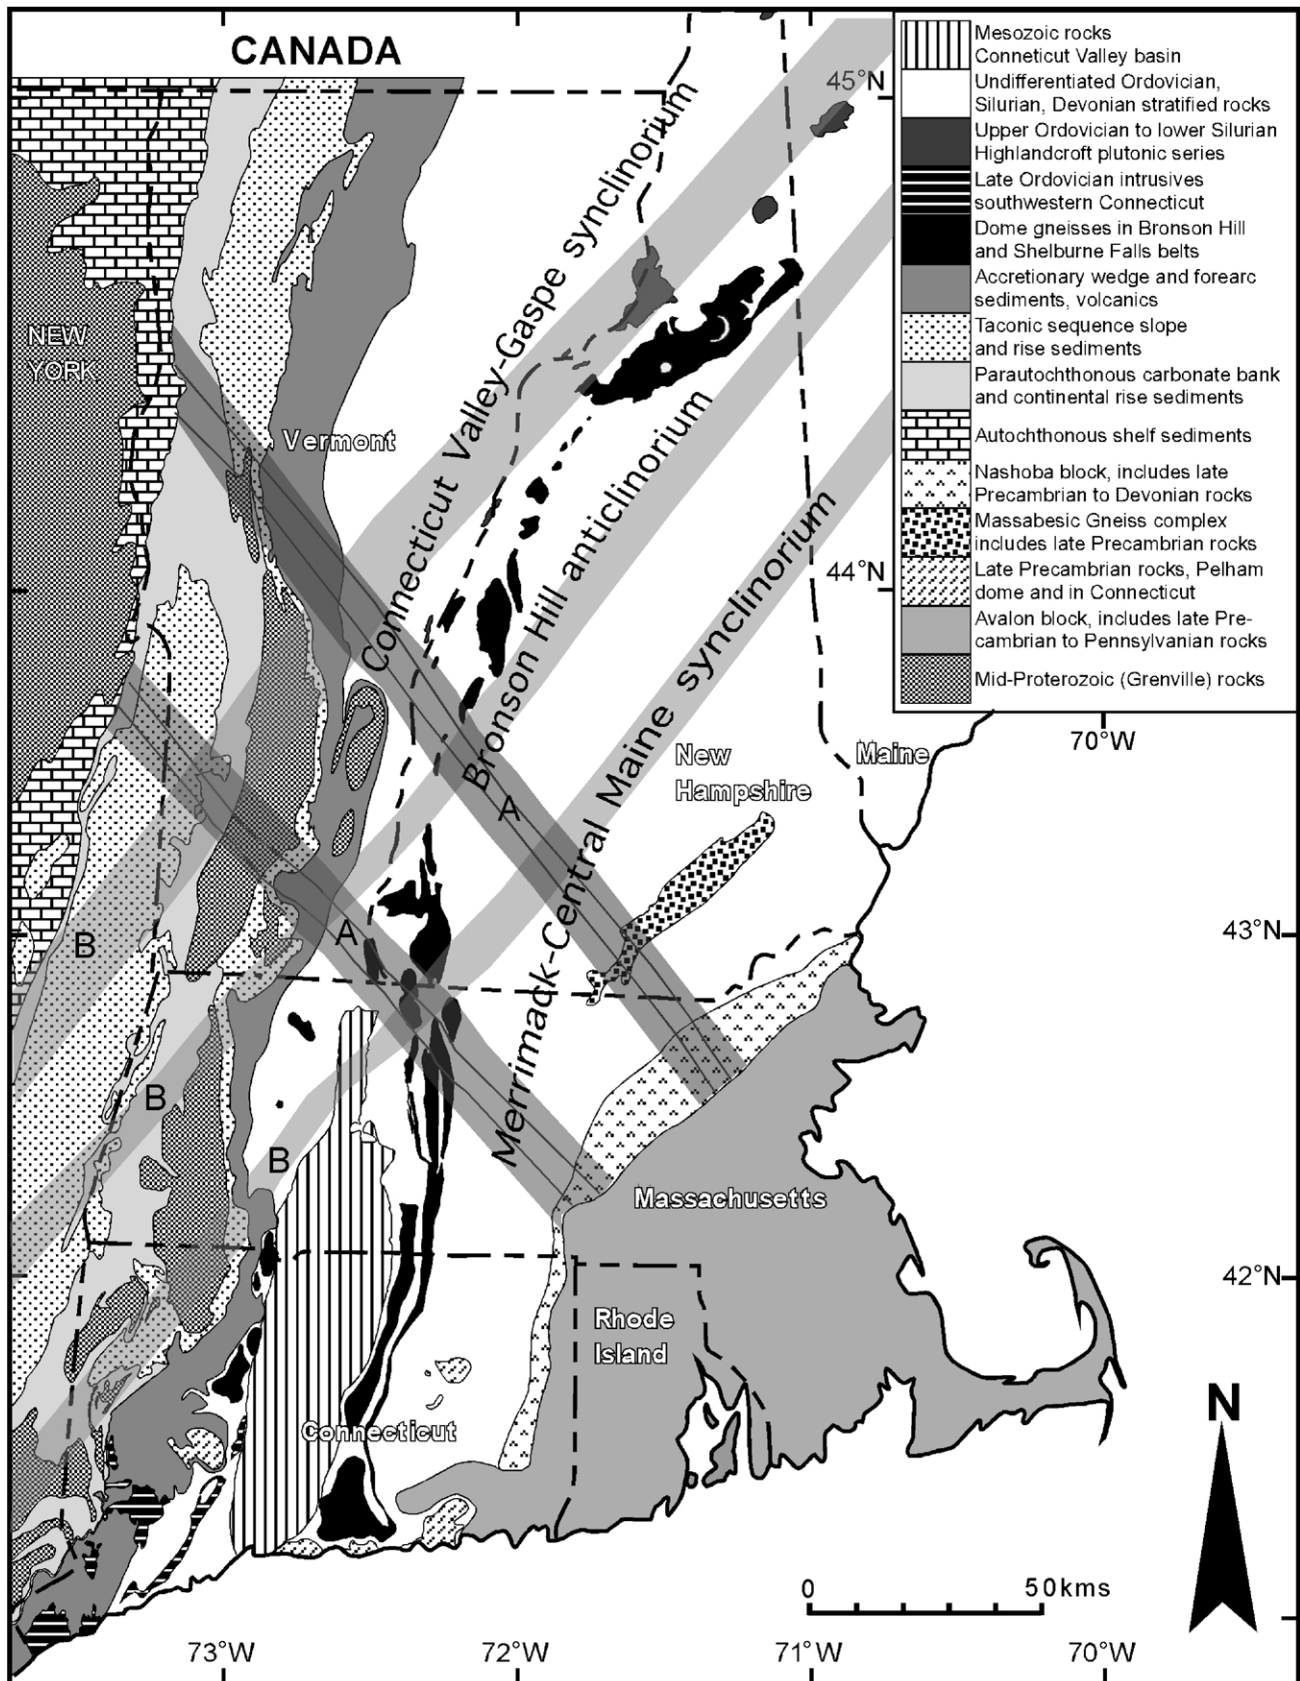 CANADA
45°N
NEW
YORK
Vermont
Connecticut Valley-Gaspe synclinorium
Bronson Hill anticlinorium
Merrimack-Central Maine synclinorium
44°N
A
New
Hampshire
Maine
70°W
A
B
43°N
B
B
Massachusetts
42°N
Rhode
Island
Connecticut
N
0 50kms
73°W 72°W 71°W 70°W
Mesozoic rocks
Conneticut Valley basin
Undifferentiated Ordovician,
Silurian, Devonian stratified rocks
Upper Ordovician to lower Silurian
Highlandcroft plutonic series
Late Ordovician intrusives
southwestern Connecticut
Dome gneisses in Bronson Hill
and Shelburne Falls belts
Accretionary wedge and forearc
sediments, volcanics
Taconic sequence slope
and rise sediments
Parautochthonous carbonate bank
and continental rise sediments
Autochthonous shelf sediments
Nashoba block, includes late
Precambrian to Devonian rocks
Massabesic Gneiss complex
includes late Precambrian rocks
Late Precambrian rocks, Pelham
dome and in Connecticut
Avalon block, includes late Pre-
cambrian to Pennsylvanian rocks
Mid-Proterozoic (Grenville) rocks